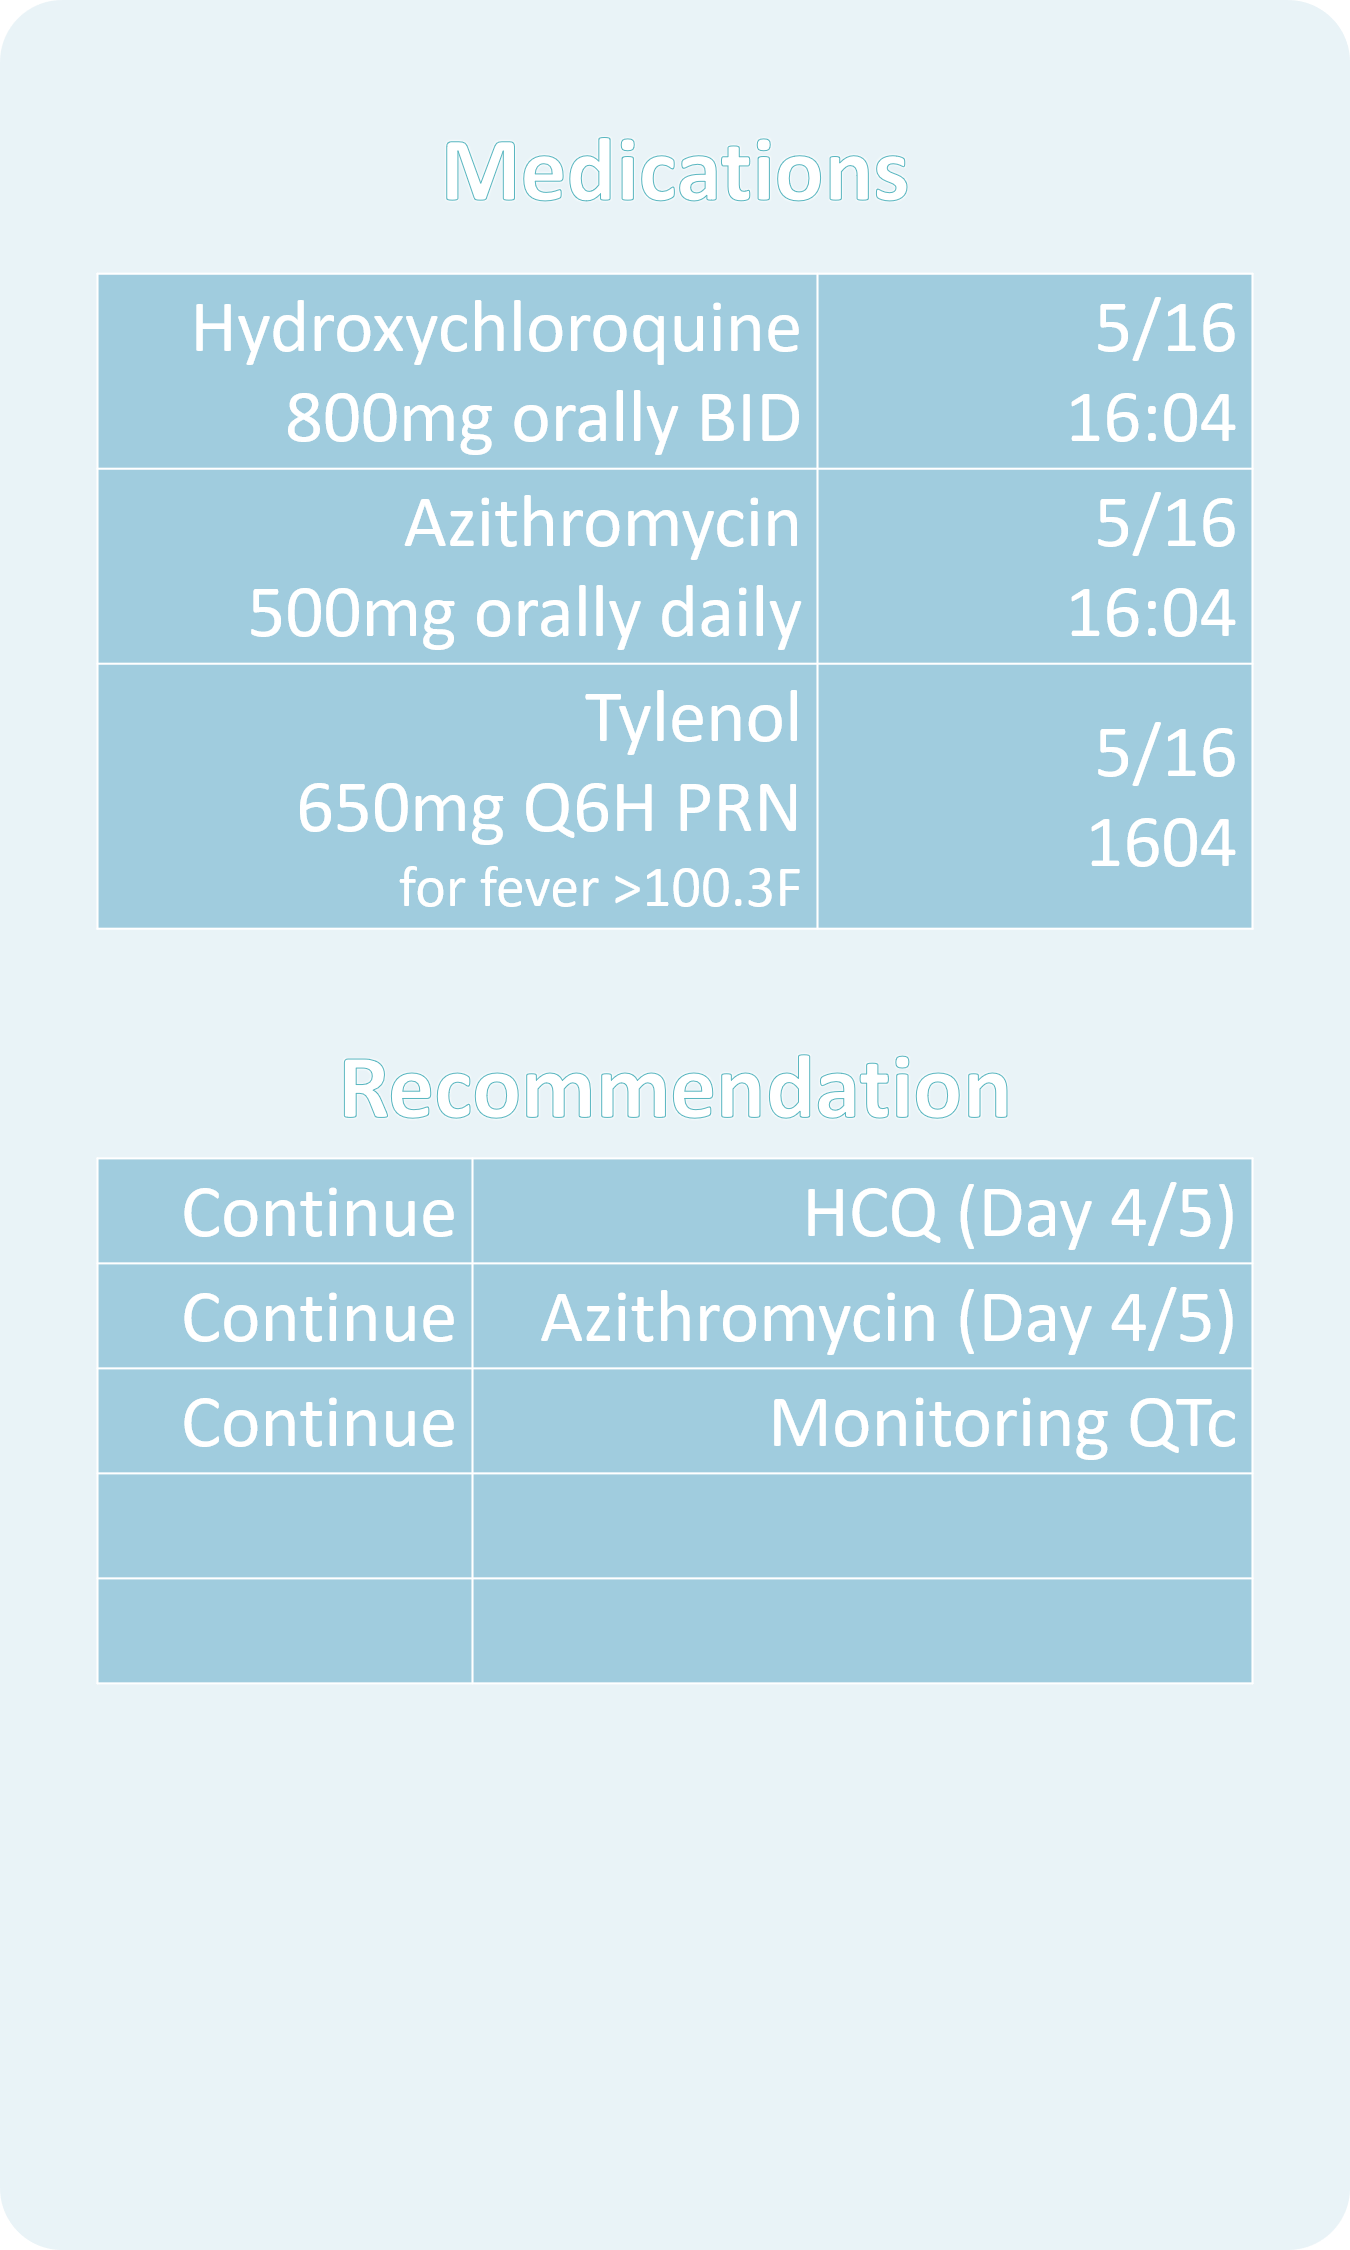 Medications
Hydroxychloroquine
800mg orally BID
5/16
16:04
Azithromycin
500mg orally daily
5/16
16:04
Tylenol
650mg Q6H PRN
for fever >100.3F
5/16
1604
Recommendation
Continue HCQ (Day 4/5)
Continue Azithromycin (Day 4/5)
Continue Monitoring QTc